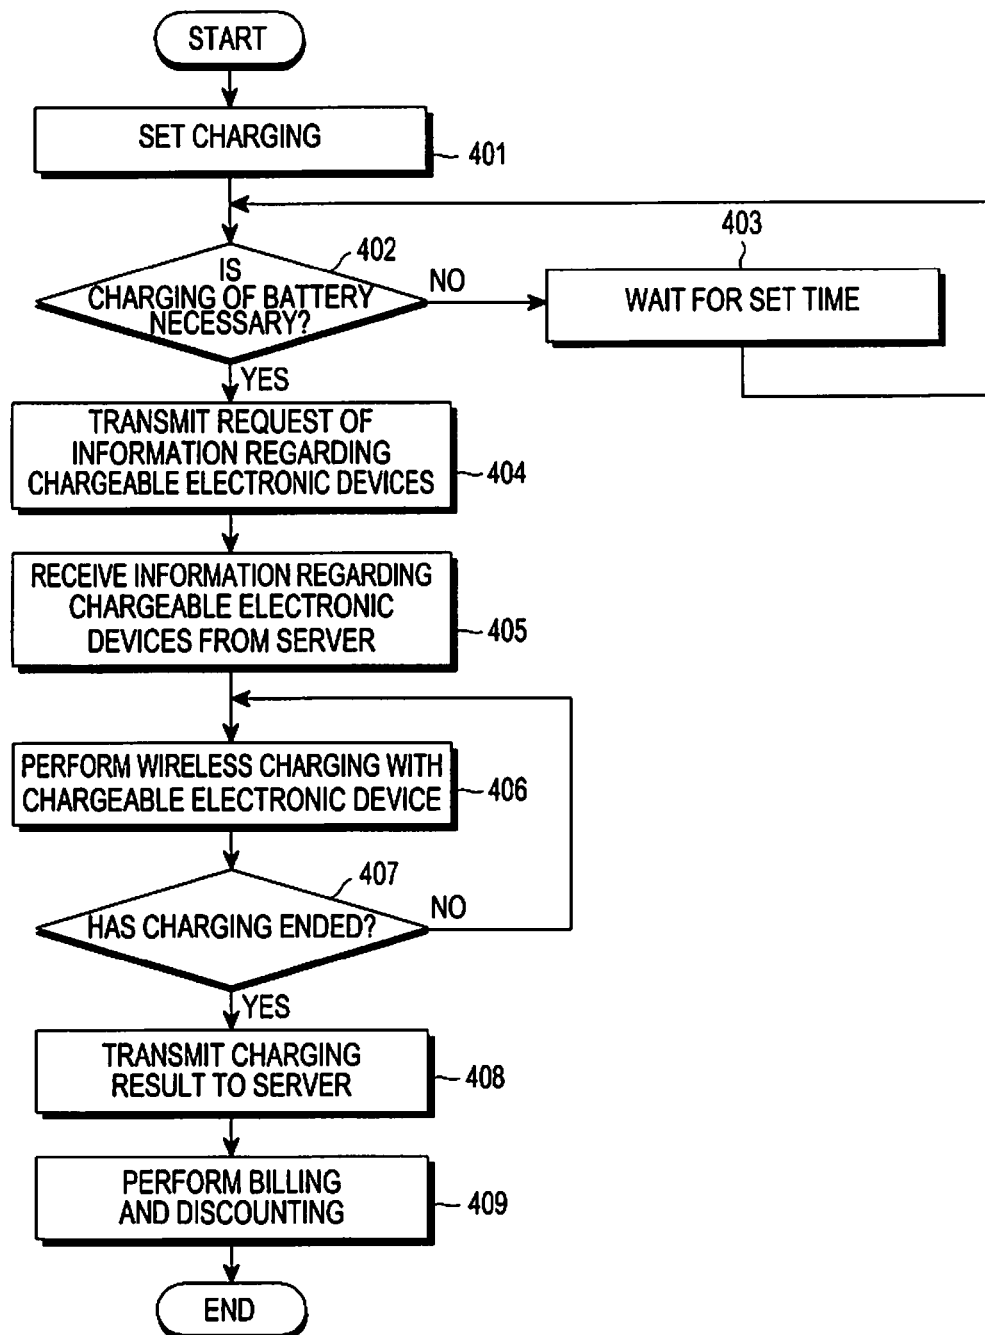 START
SET CHARGING
401
403
402
IS
CHARGING OF BATTERY
NECESSARY?
NO
WAIT FOR SET TIME
YES
TRANSMIT REQUEST OF
INFORMATION REGARDING
CHARGEABLE ELECTRONIC DEVICES
404
RECEIVE INFORMATION REGARDING
CHARGEABLE ELECTRONIC
DEVICES FROM SERVER
405
PERFORM WIRELESS CHARGING WITH
CHARGEABLE ELECTRONIC DEVICE
406
407
HAS CHARGING ENDED?
NO
YES
TRANSMIT CHARGING
RESULT TO SERVER
408
PERFORM BILLING
AND DISCOUNTING
409
END